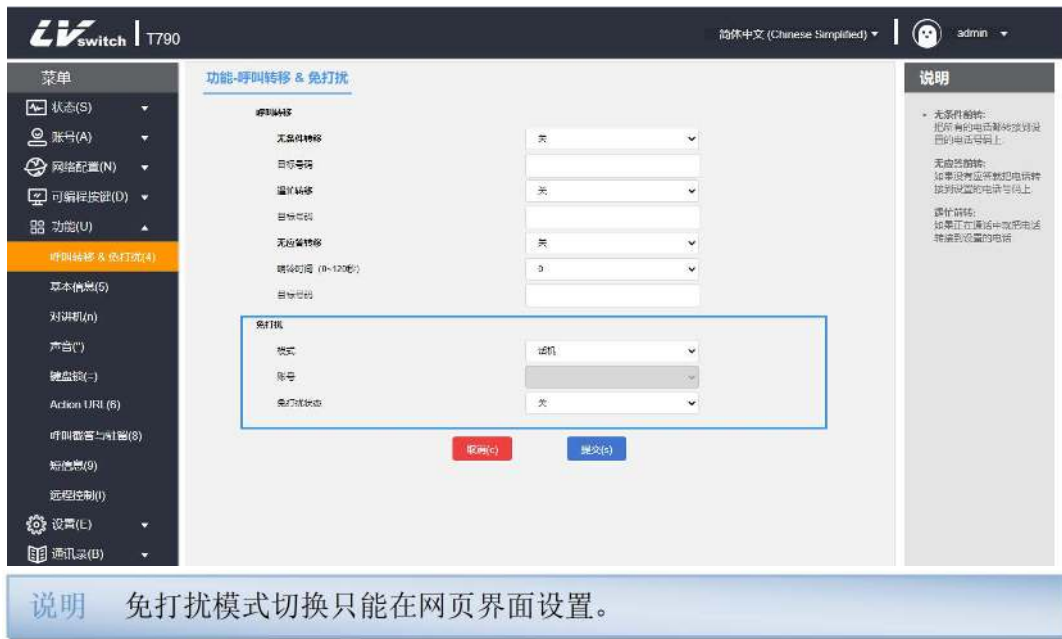 LVswitch | T790
简体中文 (Chinese Simplified)
admin
菜单
状态(S)
账号(A)
网络配置(N)
可编程按键(D)
功能(U)
呼叫转移 & 免打扰(4)
基本信息(5)
对讲机(n)
声音(")
键盘锁(=)
Action URL(6)
呼叫截答与驻留(8)
短信息(9)
远程控制(I)
设置(E)
通讯录(B)
功能-呼叫转移 & 免打扰
呼叫转移
无条件转移 关
目标号码
遇忙转移 关
目标号码
无应答转移 关
响铃时间（0~120秒） 0
目标号码
免打扰
模式 话机
账号
免打扰状态 关
取消(c) 提交(s)
说明
无条件前转:
把所有的电话都转接到设
置的电话号码上
无应答前转:
如果没有应答就把电话转
接到设置的电话号码上
遇忙前转:
如果正在通话中就把电话
转接到设置的电话
说明 免打扰模式切换只能在网页界面设置。